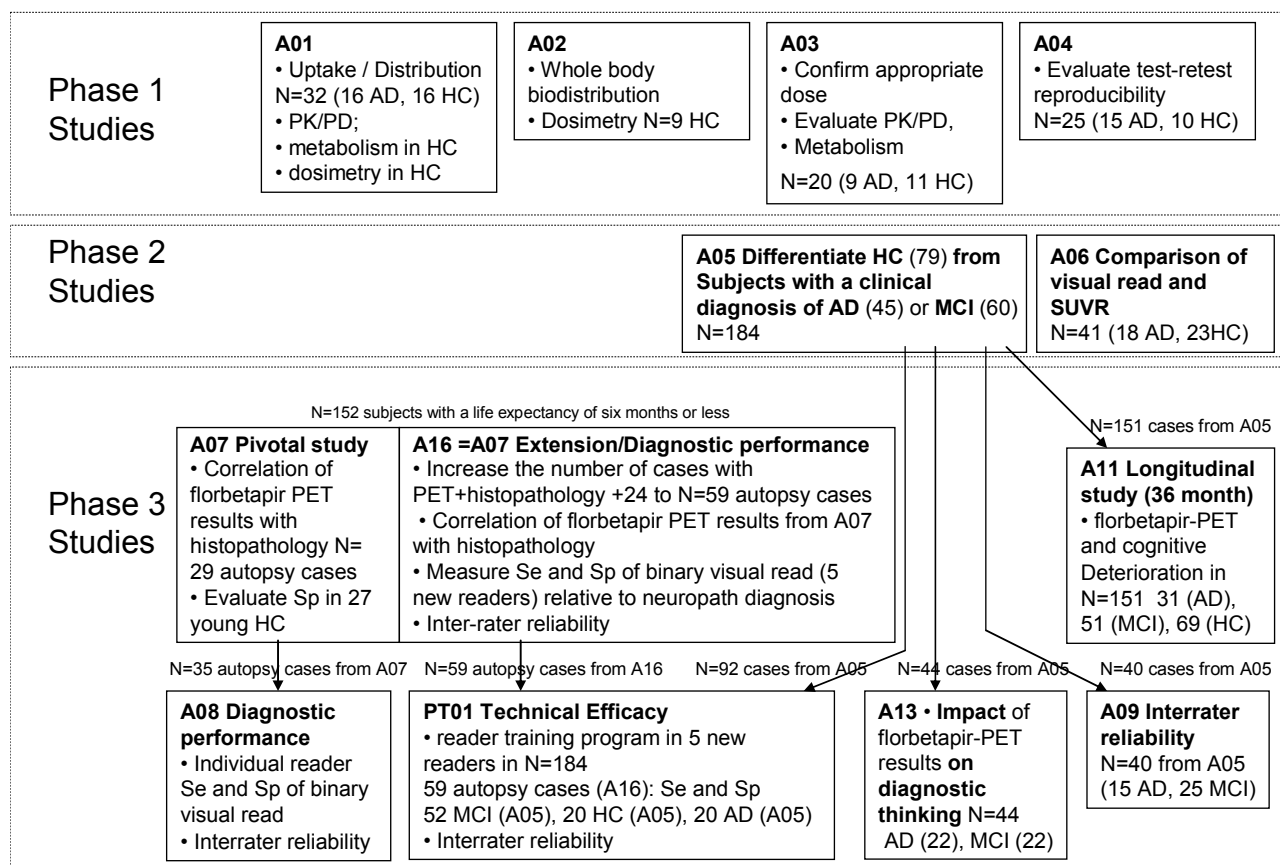 Phase 1
Studies
A01
• Uptake / Distribution
N=32 (16 AD, 16 HC)
• PK/PD;
• metabolism in HC
• dosimetry in HC
A02
• Whole body
biodistribution
• Dosimetry N=9 HC
A03
• Confirm appropriate
dose
• Evaluate PK/PD,
• Metabolism
N=20 (9 AD, 11 HC)
A04
• Evaluate test-retest
reproducibility
N=25 (15 AD, 10 HC)
Phase 2
Studies
A05 Differentiate HC (79) from
Subjects with a clinical
diagnosis of AD (45) or MCI (60)
N=184
A06 Comparison of
visual read and
SUVR
N=41 (18 AD, 23HC)
Phase 3
Studies
N=152 subjects with a life expectancy of six months or less
A07 Pivotal study
• Correlation of
florbetapir PET
results with
histopathology N=
29 autopsy cases
• Evaluate Sp in 27
young HC
A16 =A07 Extension/Diagnostic performance
• Increase the number of cases with
PET+histopathology +24 to N=59 autopsy cases
• Correlation of florbetapir PET results from A07
with histopathology
• Measure Se and Sp of binary visual read (5
new readers) relative to neuropath diagnosis
• Inter-rater reliability
N=151 cases from A05
A11 Longitudinal
study (36 month)
• florbetapir-PET
and cognitive
Deterioration in
N=151 31 (AD),
51 (MCI), 69 (HC)
N=35 autopsy cases from A07
N=59 autopsy cases from A16
N=92 cases from A05
N=44 cases from A05
N=40 cases from A05
A08 Diagnostic
performance
• Individual reader
Se and Sp of binary
visual read
• Interrater reliability
PT01 Technical Efficacy
• reader training program in 5 new
readers in N=184
59 autopsy cases (A16): Se and Sp
52 MCI (A05), 20 HC (A05), 20 AD (A05)
• Interrater reliability
A13 • Impact of
florbetapir-PET
results on
diagnostic
thinking N=44
AD (22), MCI (22)
A09 Interrater
reliability
N=40 from A05
(15 AD, 25 MCI)